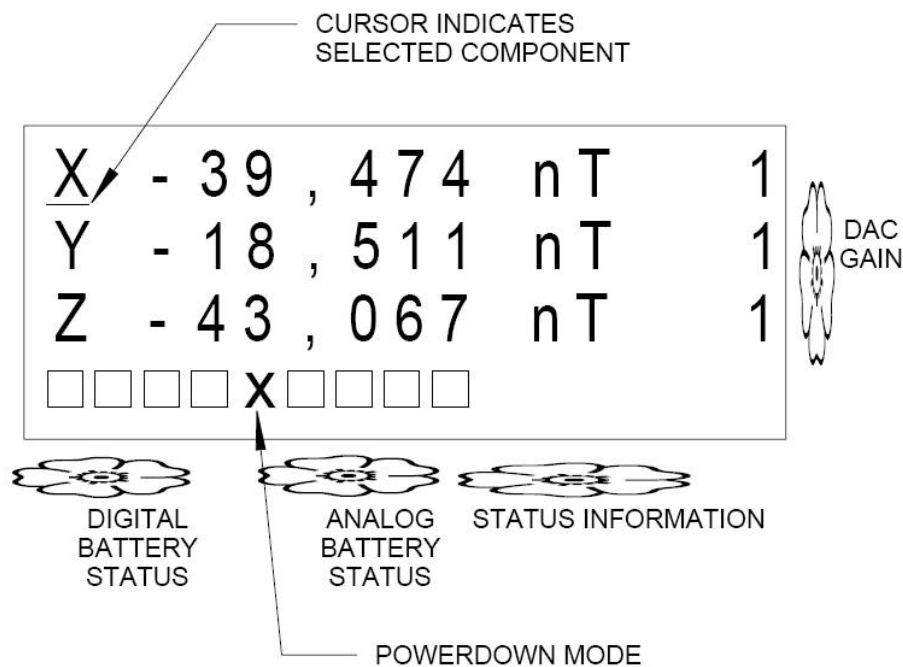 CURSOR INDICATES
SELECTED COMPONENT
X - 39,474 nT 1
Y - 18,511 nT 1
Z - 43,067 nT 1
DAC
GAIN
x
DIGITAL
BATTERY
STATUS
ANALOG
BATTERY
STATUS
STATUS INFORMATION
POWERDOWN MODE